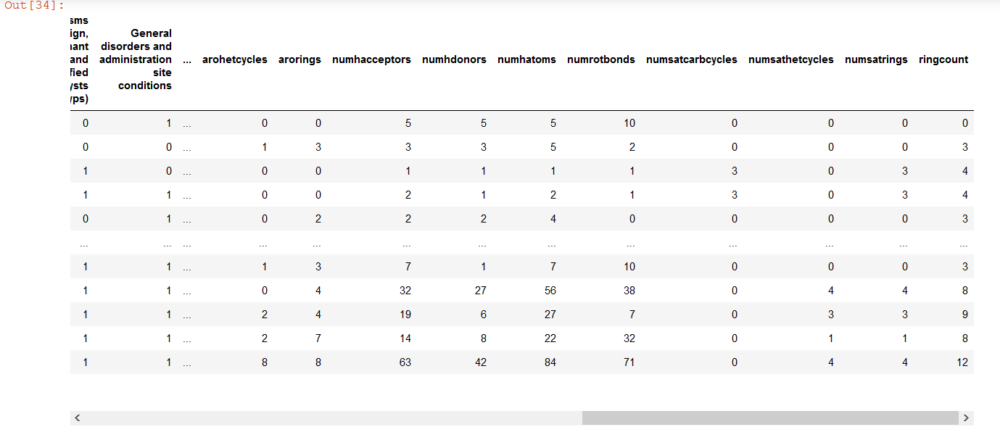 Out[34]:
sms
ign, General
nant disorders and
and administration ... arohetcycles arorings numhacceptors numhdonors numhatoms numrotbonds numsatcarbcycles numsathetcycles numsatrings ringcount
fied site
ysts conditions
yps)
0 1 ... 0 0 5 5 5 10 0 0 0 0
0 0 ... 1 3 3 3 5 2 0 0 0 3
1 0 ... 0 0 1 1 1 1 3 0 3 4
1 1 ... 0 0 2 1 2 1 3 0 3 4
0 1 ... 0 2 2 2 4 0 0 0 0 3
... ... ... ... ... ... ... ... ... ... ... ... ...
1 1 ... 1 3 7 1 7 10 0 0 0 3
1 1 ... 0 4 32 27 56 38 0 4 4 8
1 1 ... 2 4 19 6 27 7 0 3 3 9
1 1 ... 2 7 14 8 22 32 0 1 1 8
1 1 ... 8 8 63 42 84 71 0 4 4 12